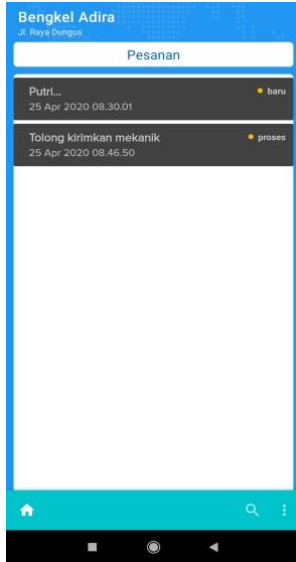 Bengkel Adira
Jl. Raya Dungus
Pesanan
Putri... baru
25 Apr 2020 08.30.01
Tolong kirimkan mekanik proses
25 Apr 2020 08.46.50